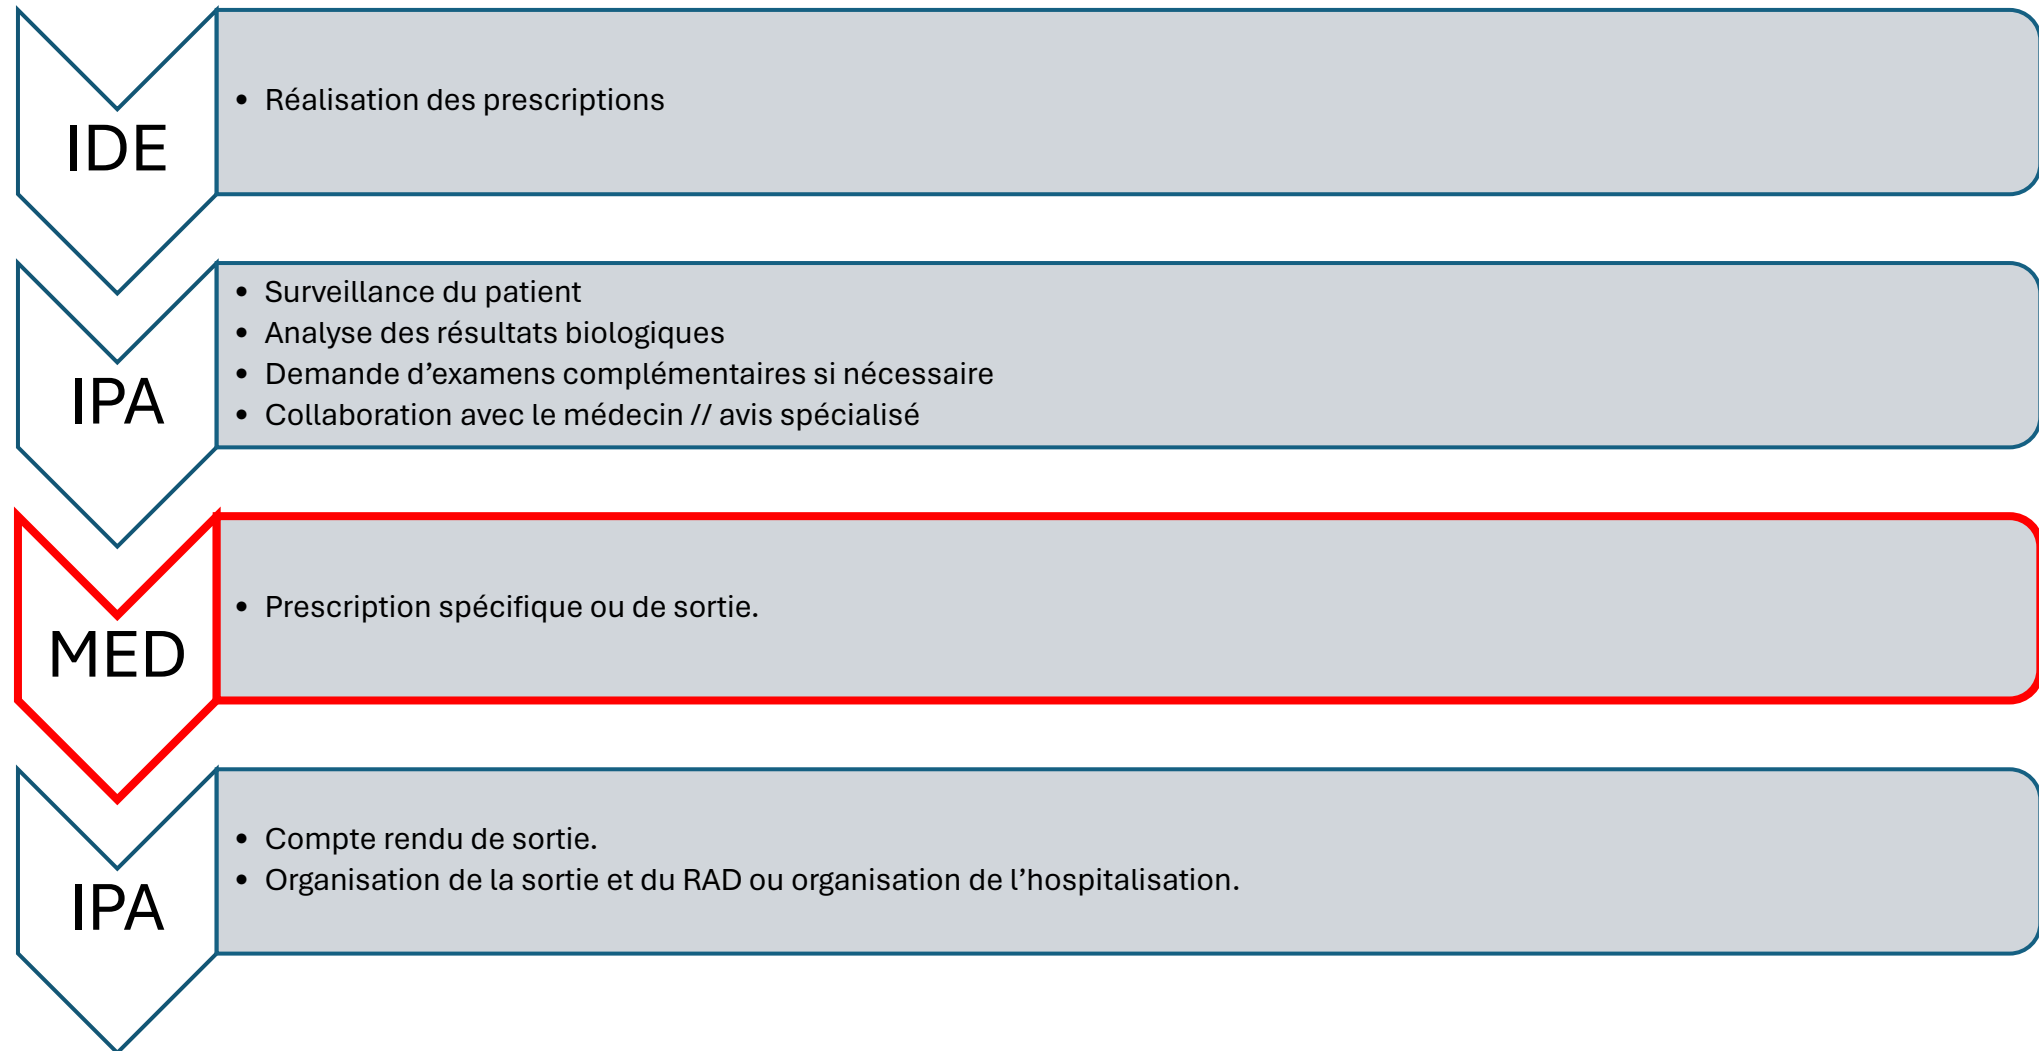 IDE
• Réalisation des prescriptions
IPA
• Surveillance du patient
• Analyse des résultats biologiques
• Demande d’examens complémentaires si nécessaire
• Collaboration avec le médecin // avis spécialisé
MED
• Prescription spécifique ou de sortie.
IPA
• Compte rendu de sortie.
• Organisation de la sortie et du RAD ou organisation de l’hospitalisation.